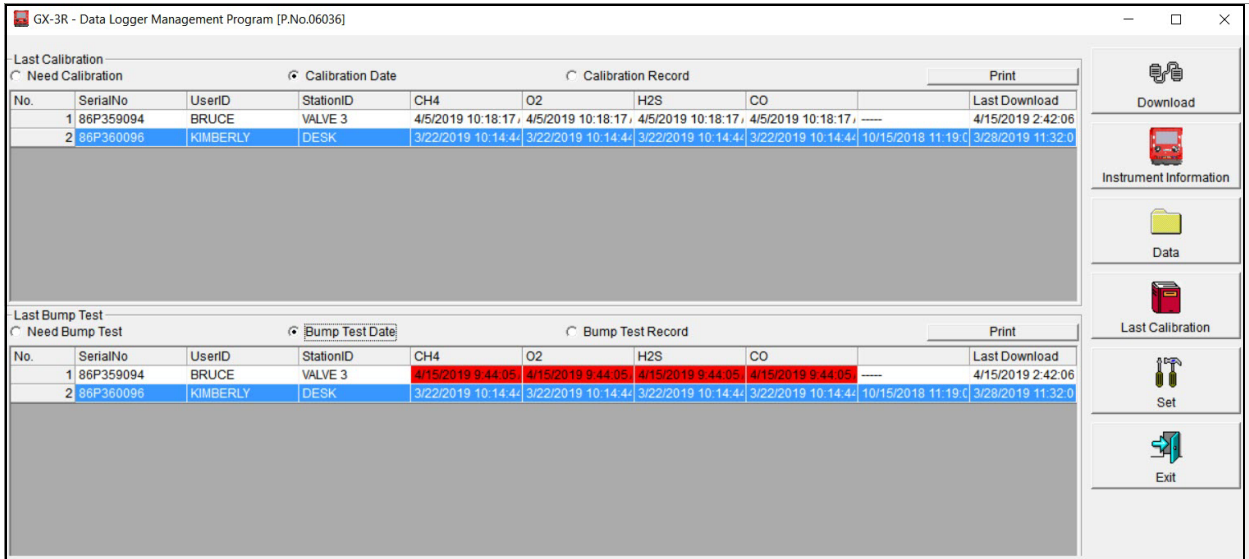 GX-3R - Data Logger Management Program [P.No.06036]
Last Calibration
Need Calibration Calibration Date Calibration Record Print
No. SerialNo UserID StationID CH4 O2 H2S CO Last Download
1 86P359094 BRUCE VALVE 3 4/5/2019 10:18:17 4/5/2019 10:18:17 4/5/2019 10:18:17 4/5/2019 10:18:17 ----- 4/15/2019 2:42:06
2 86P360096 KIMBERLY DESK 3/22/2019 10:14:44 3/22/2019 10:14:44 3/22/2019 10:14:44 3/22/2019 10:14:44 10/15/2018 11:19:0 3/28/2019 11:32:0
Last Bump Test
Need Bump Test Bump Test Date Bump Test Record Print
No. SerialNo UserID StationID CH4 O2 H2S CO Last Download
1 86P359094 BRUCE VALVE 3 4/15/2019 9:44:05 4/15/2019 9:44:05 4/15/2019 9:44:05 4/15/2019 9:44:05 ----- 4/15/2019 2:42:06
2 86P360096 KIMBERLY DESK 3/22/2019 10:14:44 3/22/2019 10:14:44 3/22/2019 10:14:44 3/22/2019 10:14:44 10/15/2018 11:19:0 3/28/2019 11:32:0
Download
Instrument Information
Data
Last Calibration
Set
Exit